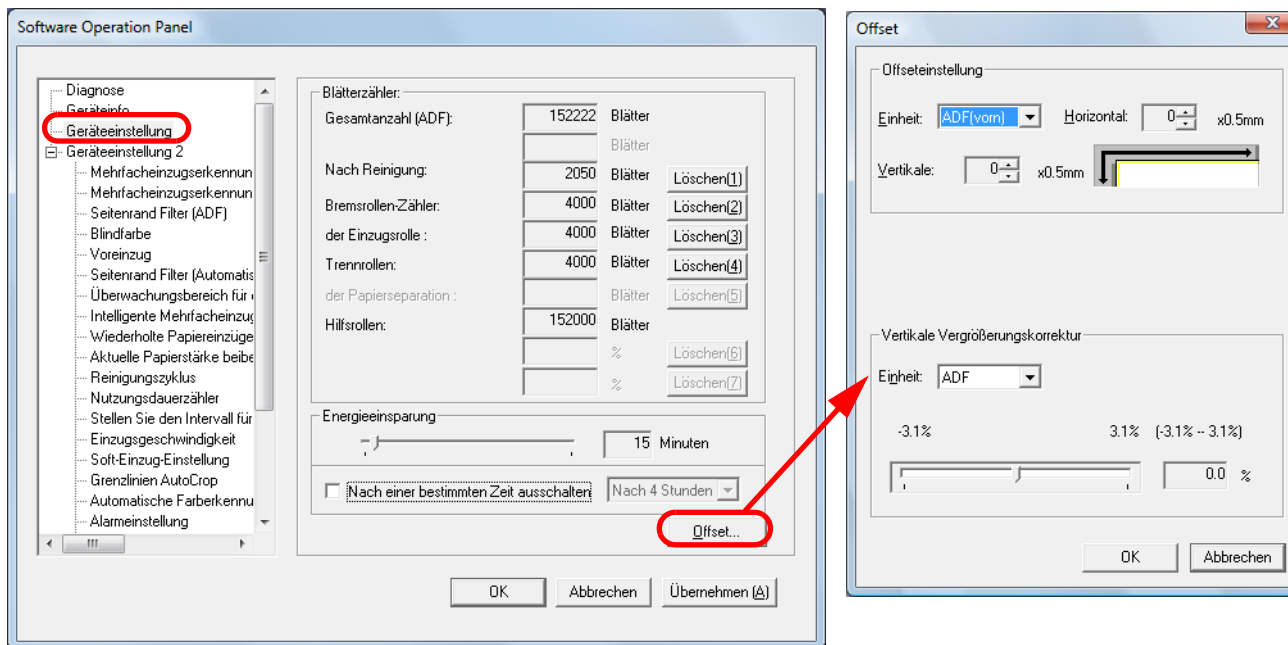 Software Operation Panel
Diagnose
Geräteinfo
Geräteeinstellung
Geräteeinstellung 2
Mehrfacheinzugserkennun
Mehrfacheinzugserkennun
Seitenrand Filter (ADF)
Blindfarbe
Voreinzug
Seitenrand Filter (Automatis
Überwachungsbereich für
Intelligente Mehrfacheinzug
Wiederholte Papiereinzüge
Aktuelle Papierstärke beibe
Reinigungszyklus
Nutzungsdauerzähler
Stellen Sie den Intervall für
Einzugsgeschwindigkeit
Soft-Einzug-Einstellung
Grenzlinien AutoCrop
Automatische Farberkennu
Alarmeinstellung
Blätterzähler:
Gesamtanzahl (ADF): 152222 Blätter
Blätter
Nach Reinigung: 2050 Blätter Löschen(1)
Bremsrollen-Zähler: 4000 Blätter Löschen(2)
der Einzugsrolle : 4000 Blätter Löschen(3)
Trennrollen: 4000 Blätter Löschen(4)
der Papierseparation : Blätter Löschen(5)
Hilfsrollen: 152000 Blätter
% Löschen(6)
% Löschen(7)
Energieeinsparung
15 Minuten
Nach einer bestimmten Zeit ausschalten Nach 4 Stunden
Offset...
OK Abbrechen Übernehmen (A)
Offset
X
Offseteinstellung
Einheit: ADF(vorn) Horizontal: 0 x0.5mm
Vertikale: 0 x0.5mm
Vertikale Vergrößerungskorrektur
Einheit: ADF
-3.1% 3.1% (-3.1% -- 3.1%)
0.0 %
OK Abbrechen